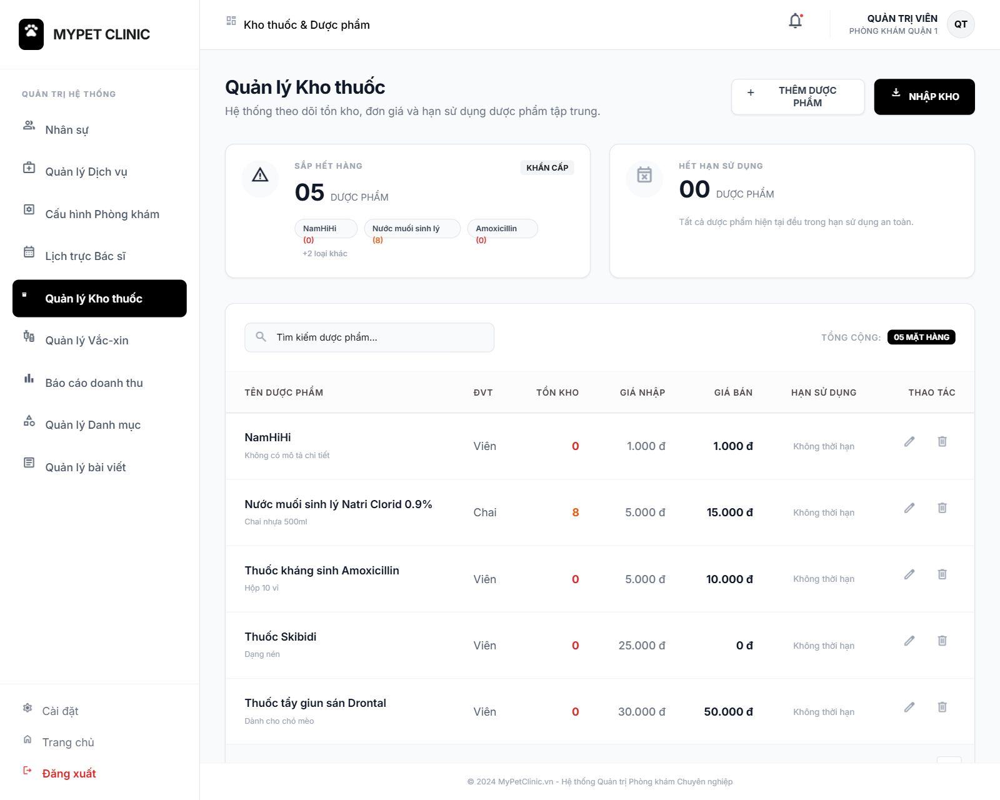 MYPET CLINIC
QUẢN TRỊ HỆ THỐNG
Nhân sự
Quản lý Dịch vụ
Cấu hình Phòng khám
Lịch trực Bác sĩ
Quản lý Kho thuốc
Quản lý Vắc-xin
Báo cáo doanh thu
Quản lý Danh mục
Quản lý bài viết
Cài đặt
Trang chủ
Đăng xuất
Kho thuốc & Dược phẩm
QUẢN TRỊ VIÊN
PHÒNG KHÁM QUẬN 1
QT
Quản lý Kho thuốc
Hệ thống theo dõi tồn kho, đơn giá và hạn sử dụng dược phẩm tập trung.
+ THÊM DƯỢC
PHẨM
NHẬP KHO
SẮP HẾT HÀNG
KHẨN CẤP
05 DƯỢC PHẨM
NamHiHi
(0)
Nước muối sinh lý
(8)
Amoxicillin
(0)
+2 loại khác
HẾT HẠN SỬ DỤNG
00 DƯỢC PHẨM
Tất cả dược phẩm hiện tại đều trong hạn sử dụng an toàn.
Tìm kiếm dược phẩm...
TỔNG CỘNG: 05 MẶT HÀNG
TÊN DƯỢC PHẨM ĐVT TỒN KHO GIÁ NHẬP GIÁ BÁN HẠN SỬ DỤNG THAO TÁC
NamHiHi
Không có mô tả chi tiết
Viên 0 1.000 đ 1.000 đ Không thời hạn
Nước muối sinh lý Natri Clorid 0.9%
Chai nhựa 500ml
Chai 8 5.000 đ 15.000 đ Không thời hạn
Thuốc kháng sinh Amoxicillin
Hộp 10 vỉ
Viên 0 5.000 đ 10.000 đ Không thời hạn
Thuốc Skibidi
Dạng nén
Viên 0 25.000 đ 0 đ Không thời hạn
Thuốc tẩy giun sán Drontal
Dành cho chó mèo
Viên 0 30.000 đ 50.000 đ Không thời hạn
© 2024 MyPetClinic.vn - Hệ thống Quản trị Phòng khám Chuyên nghiệp